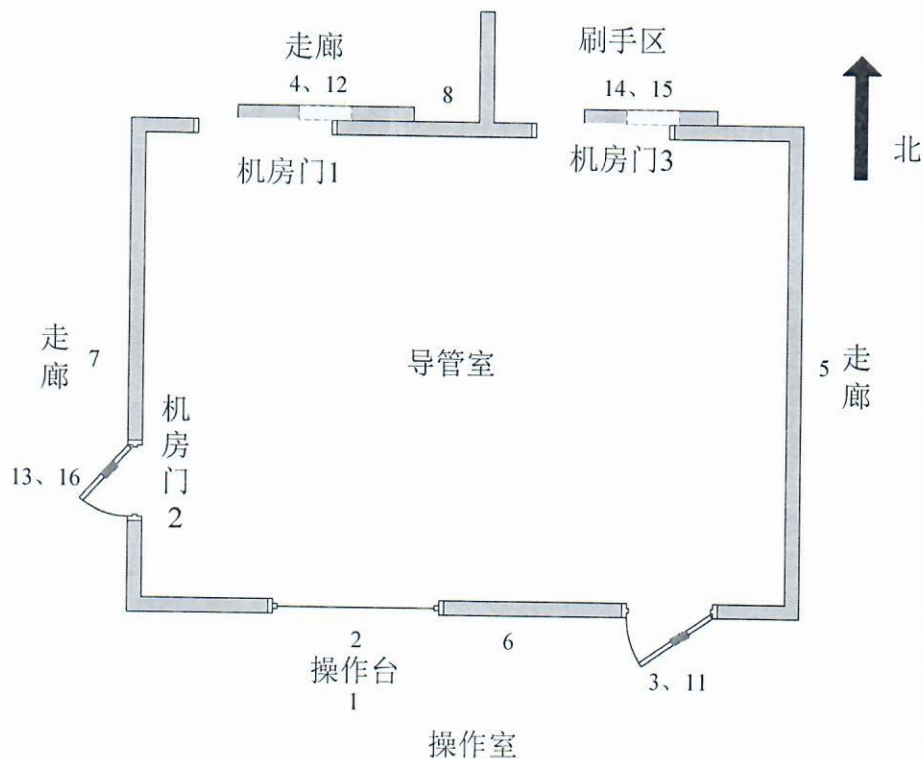 走廊
刷手区
4、12
8
14、15
北
机房门1
机房门3
走廊
7
导管室
5
走廊
机房门2
13、16
2
6
操作台
3、11
1
操作室